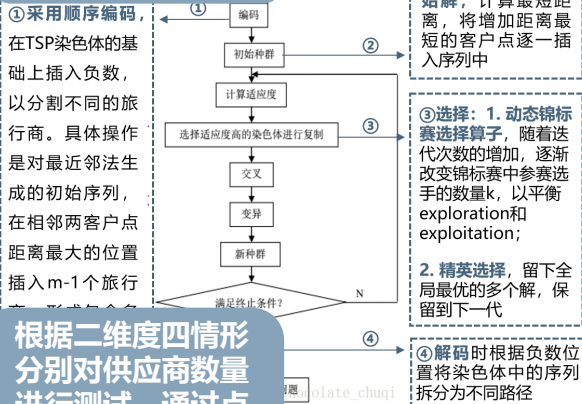 ①采用顺序编码，
在TSP染色体的基
础上插入负数，
以分割不同的旅
行商。具体操作
是对最近邻法生
成的初始序列，
在相邻两客户点
距离最大的位置
插入m-1个旅行
根据二维度四情形
分别对供应商数量
进行测试，通过点
①
编码
初始种群
②
计算适应度
选择适应度高的染色体进行复制
③
交叉
变异
新种群
满足终止条件？
N
④
题
离，将增加距离最
短的客户点逐一插
入序列中
③选择：1. 动态锦标
赛选择算子，随着迭
代次数的增加，逐渐
改变锦标赛中参赛选
手的数量k，以平衡
exploration和
exploitation；
2. 精英选择，留下全
局最优的多个解，保
留到下一代
④解码时根据负数位
置将染色体中的序列
拆分为不同路径